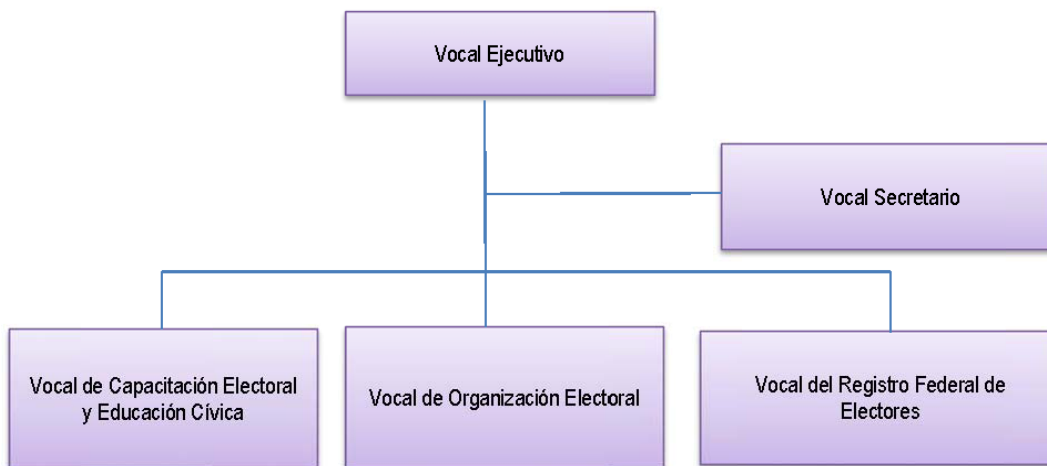 Vocal Ejecutivo
Vocal Secretario
Vocal de Capacitación Electoral
y Educación Cívica
Vocal de Organización Electoral
Vocal del Registro Federal de
Electores